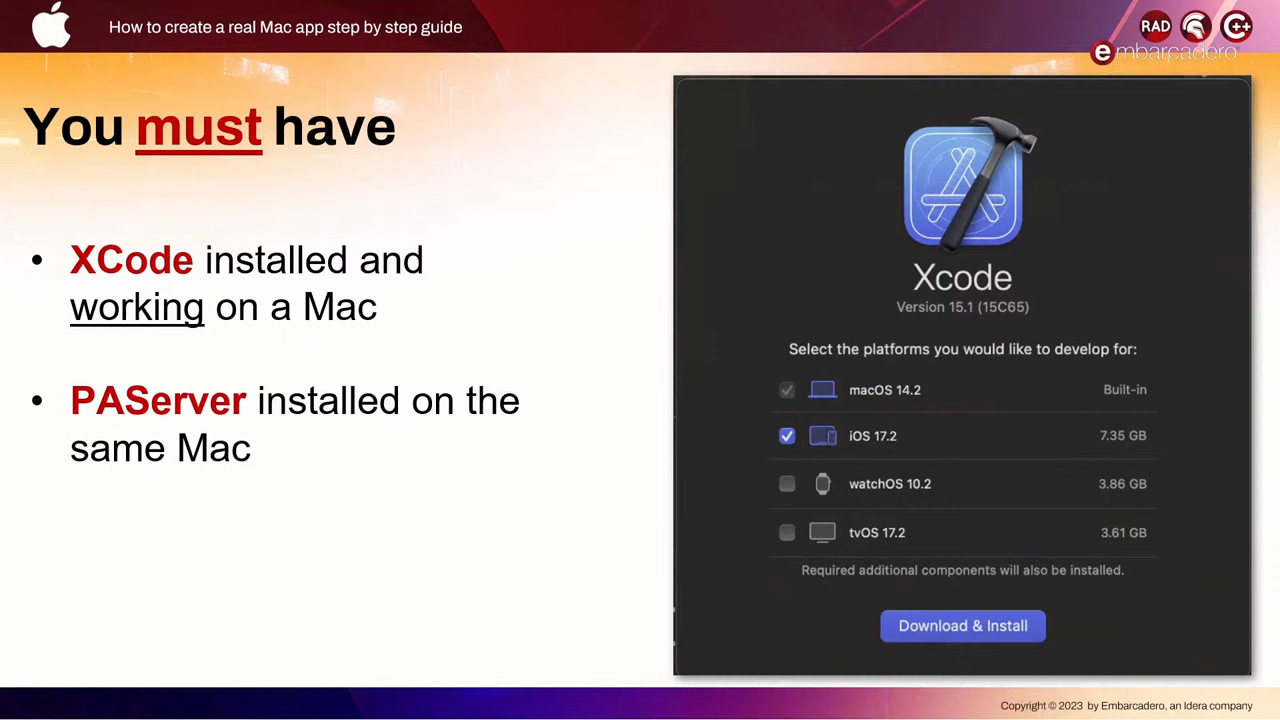 How to create a real Mac app step by step guide
RAD
C++
embarcadero
You must have
• XCode installed and
working on a Mac
• PAServer installed on the
same Mac
Xcode
Version 15.1 (15C65)
Select the platforms you would like to develop for:
macOS 14.2 Built-in
iOS 17.2 7.35 GB
watchOS 10.2 3.86 GB
tvOS 17.2 3.61 GB
Required additional components will also be installed.
Download & Install
Copyright © 2023 by Embarcadero, an Idera company